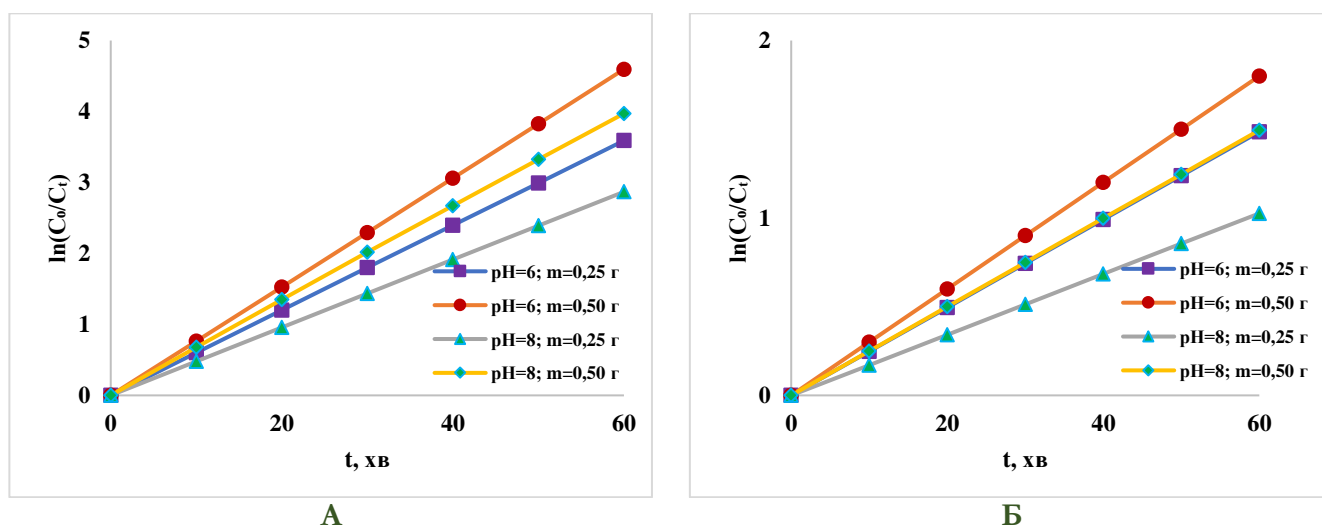 5
4
3
2
1
0
ln(C₀/Cₜ)
0 20 40 60
t, хв
pH=6; m=0,25 г
pH=6; m=0,50 г
pH=8; m=0,25 г
pH=8; m=0,50 г
А
2
1
0
ln(C₀/Cₜ)
0 20 40 60
t, хв
pH=6; m=0,25 г
pH=6; m=0,50 г
pH=8; m=0,25 г
pH=8; m=0,50 г
Б